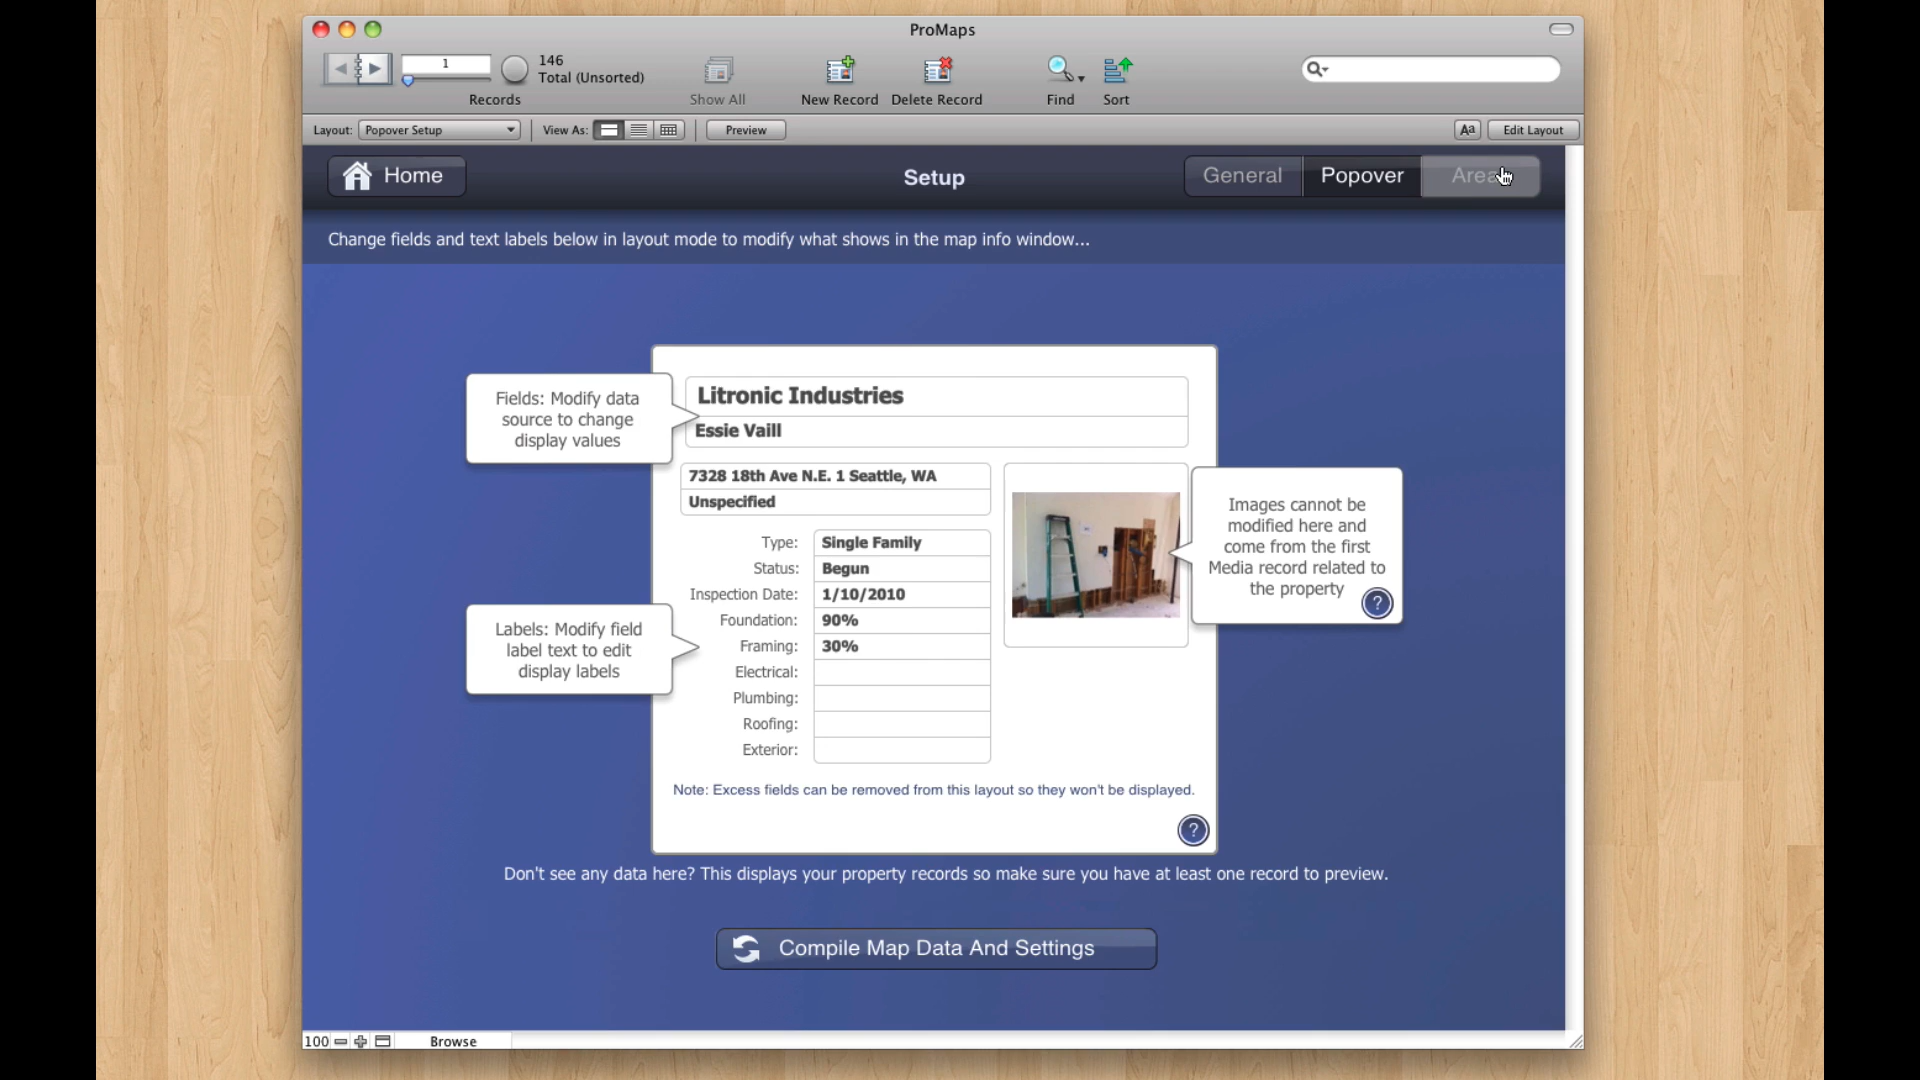 ProMaps
1
146
Total (Unsorted)
Records
Show All
New Record
Delete Record
Find
Sort
Layout:
Popover Setup
View As:
Preview
Aa
Edit Layout
Home
Setup
General
Popover
Change fields and text labels below in layout mode to modify what shows in the map info window...
Fields: Modify data
source to change
display values
Litronic Industries
Essie Vaill
7328 18th Ave N.E. 1 Seattle, WA
Unspecified
Type: Single Family
Status: Begun
Inspection Date: 1/10/2010
Foundation: 90%
Framing: 30%
Electrical:
Plumbing:
Roofing:
Exterior:
Images cannot be
modified here and
come from the first
Media record related to
the property
?
Labels: Modify field
label text to edit
display labels
Note: Excess fields can be removed from this layout so they won't be displayed.
?
Don't see any data here? This displays your property records so make sure you have at least one record to preview.
Compile Map Data And Settings
100
Browse